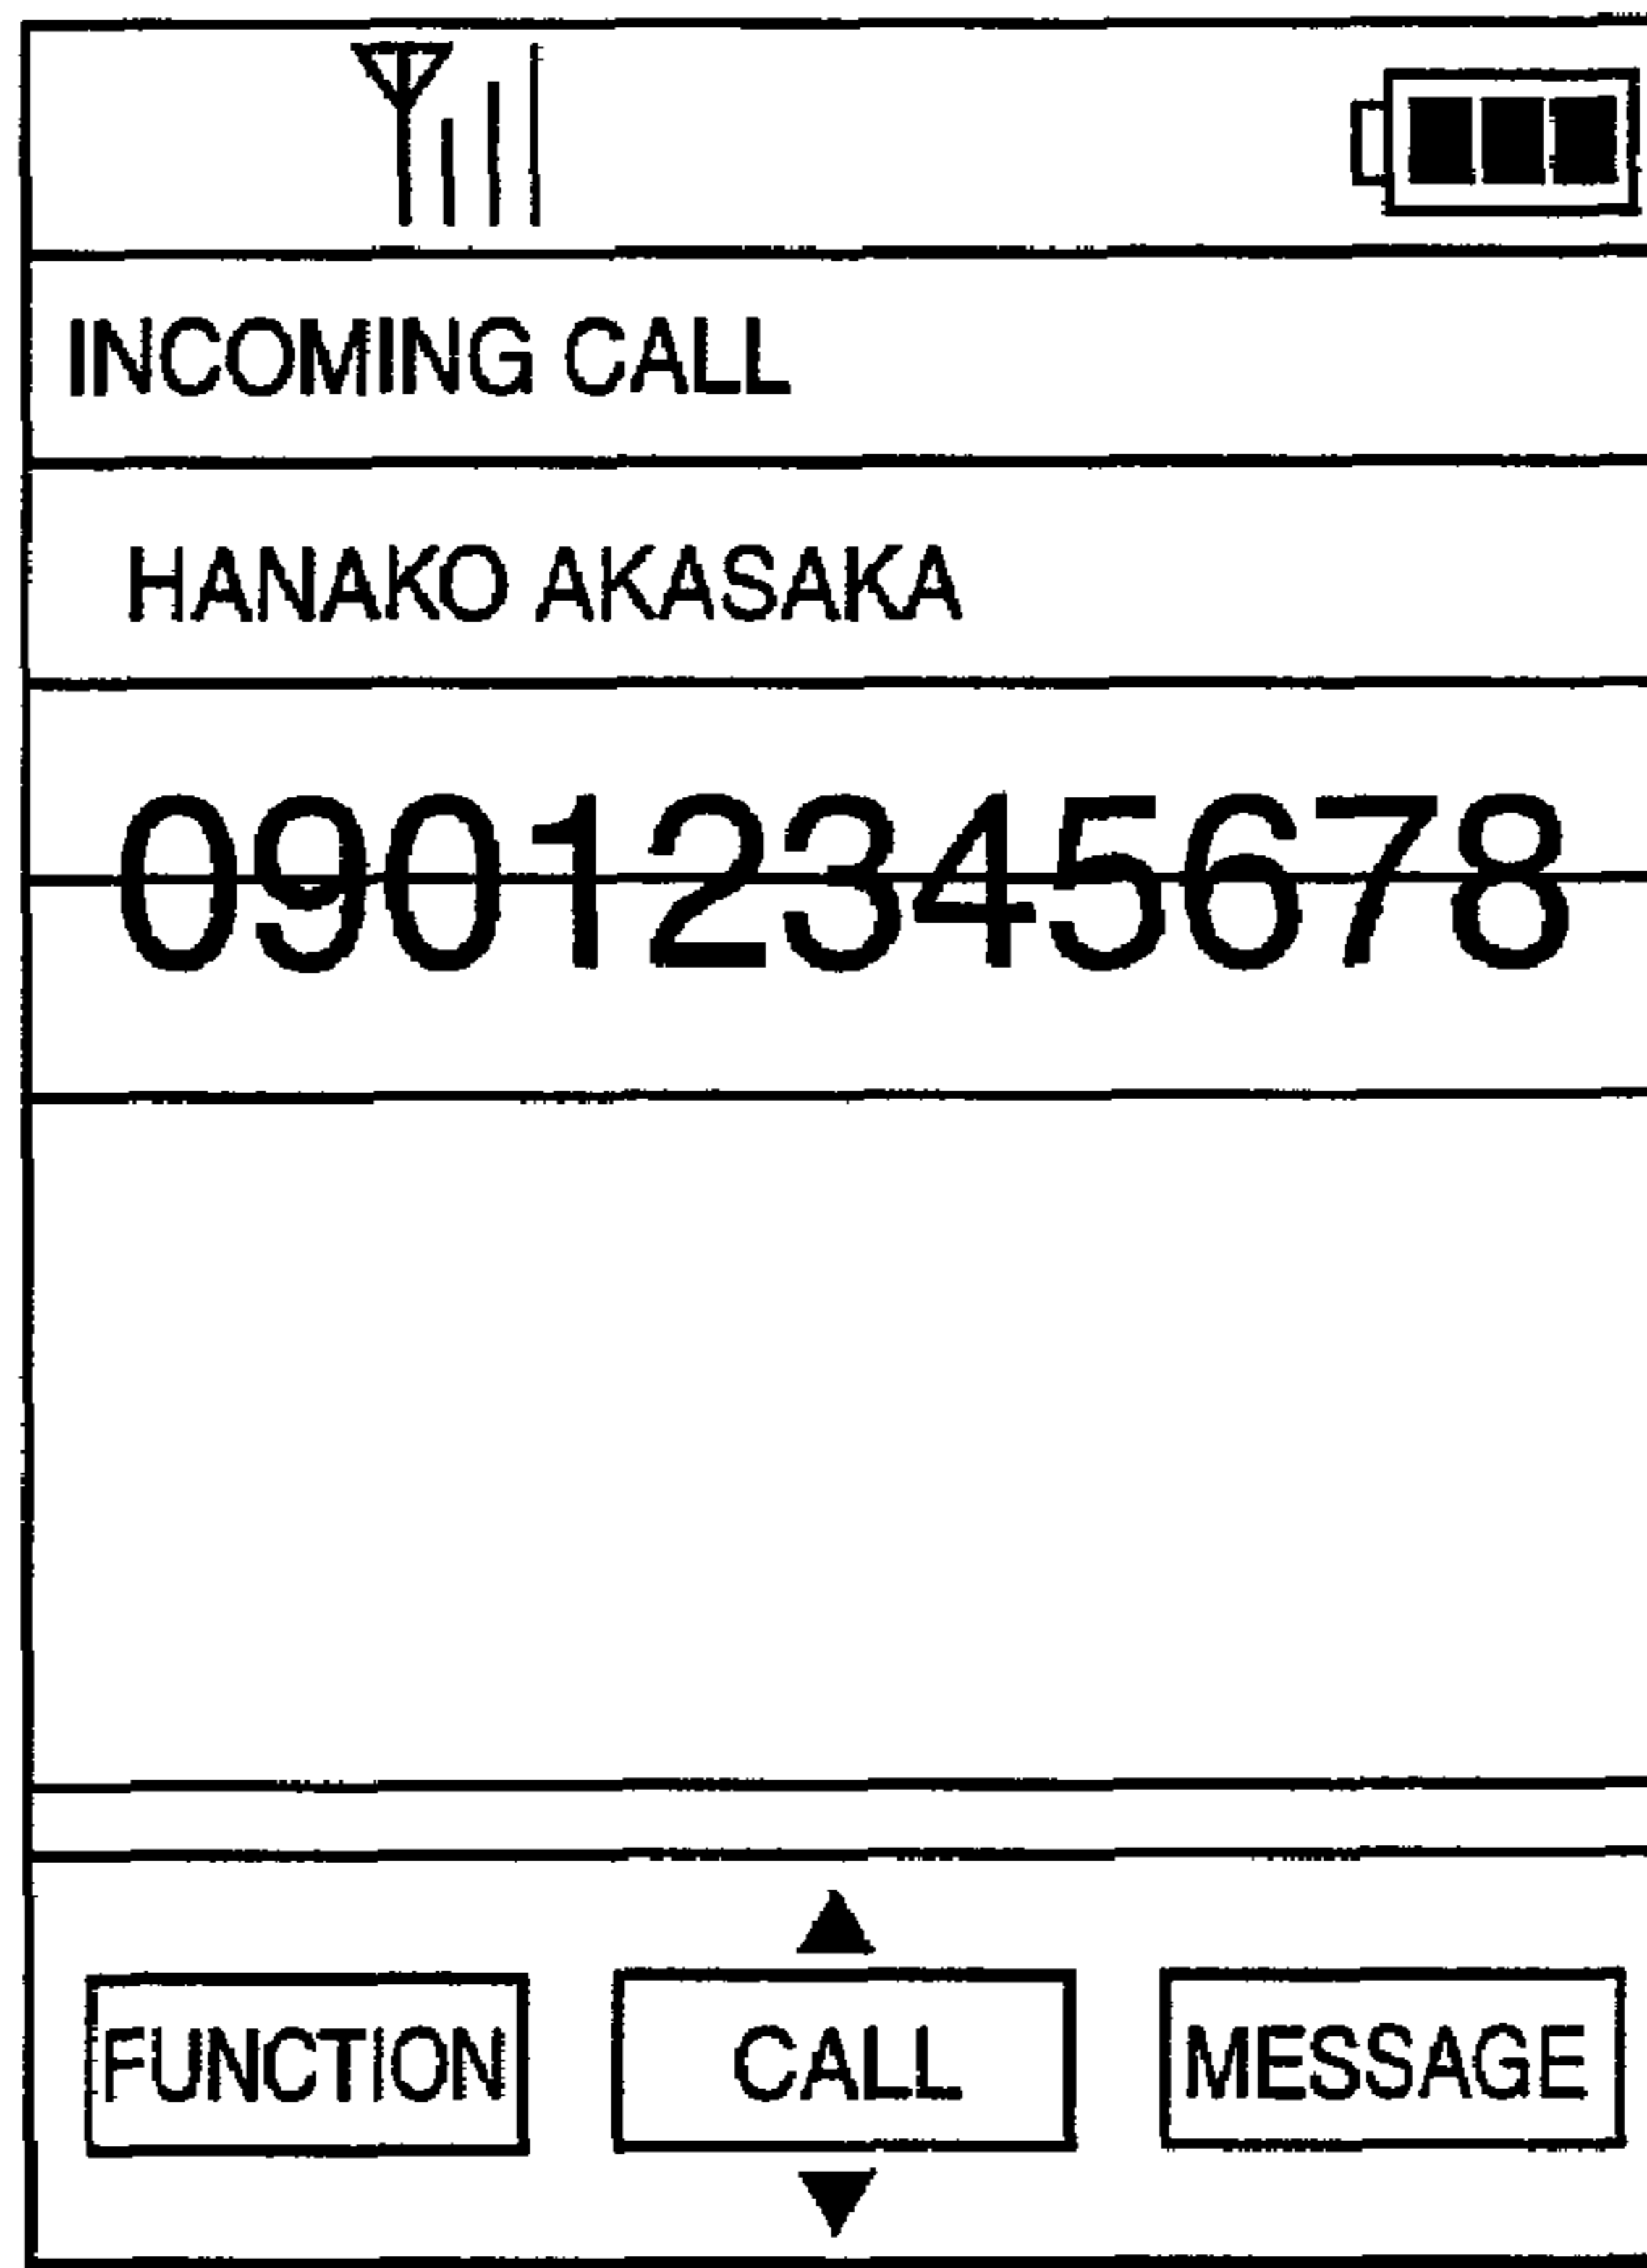 INCOMING CALL
HANAKO AKASAKA
09012345678
FUNCTION CALL MESSAGE